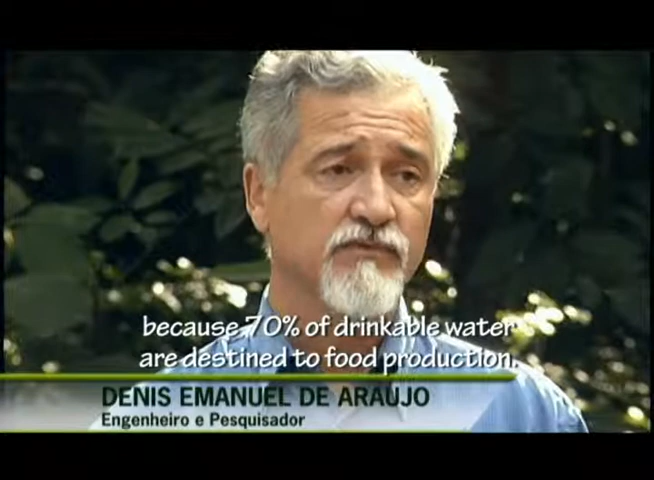 because 70% of drinkable water
are destined to food production.
DENIS EMANUEL DE ARAUJO
Engenheiro e Pesquisador